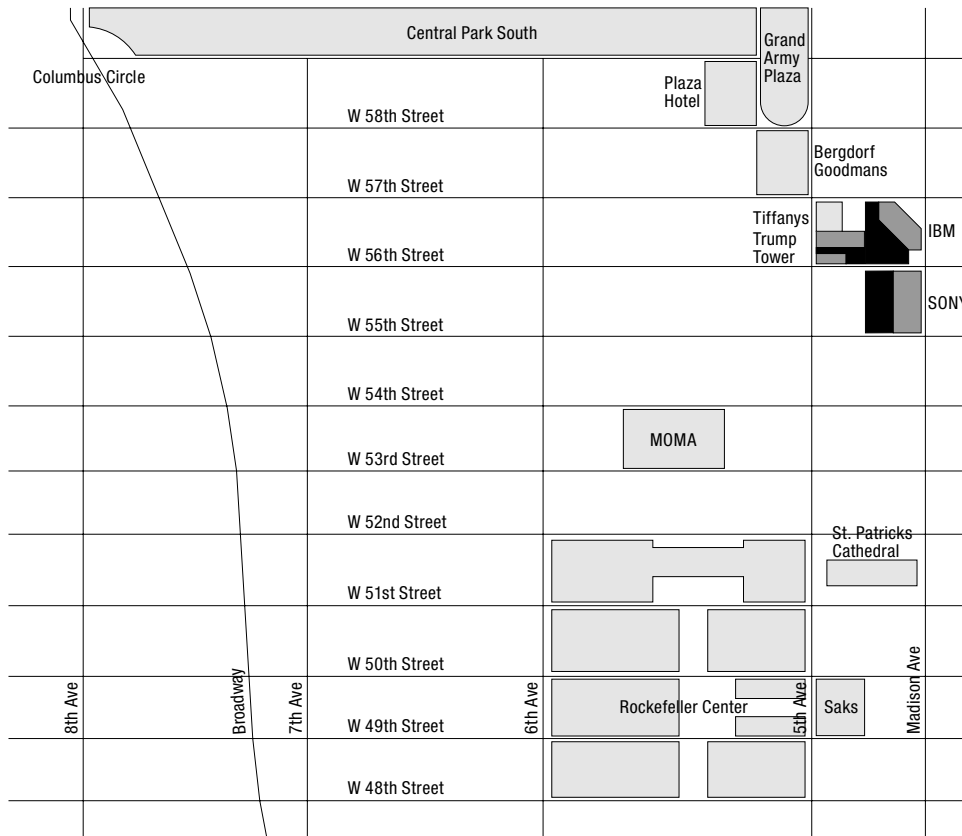 Central Park South
Grand
Army
Plaza
Columbus Circle
Plaza
Hotel
W 58th Street
Bergdorf
Goodmans
W 57th Street
Tiffanys
Trump
Tower
IBM
W 56th Street
SONY
W 55th Street
W 54th Street
MOMA
W 53rd Street
W 52nd Street
St. Patricks
Cathedral
W 51st Street
W 50th Street
8th Ave
Broadway
7th Ave
6th Ave
Rockefeller Center
5th Ave
Saks
Madison Ave
W 49th Street
W 48th Street